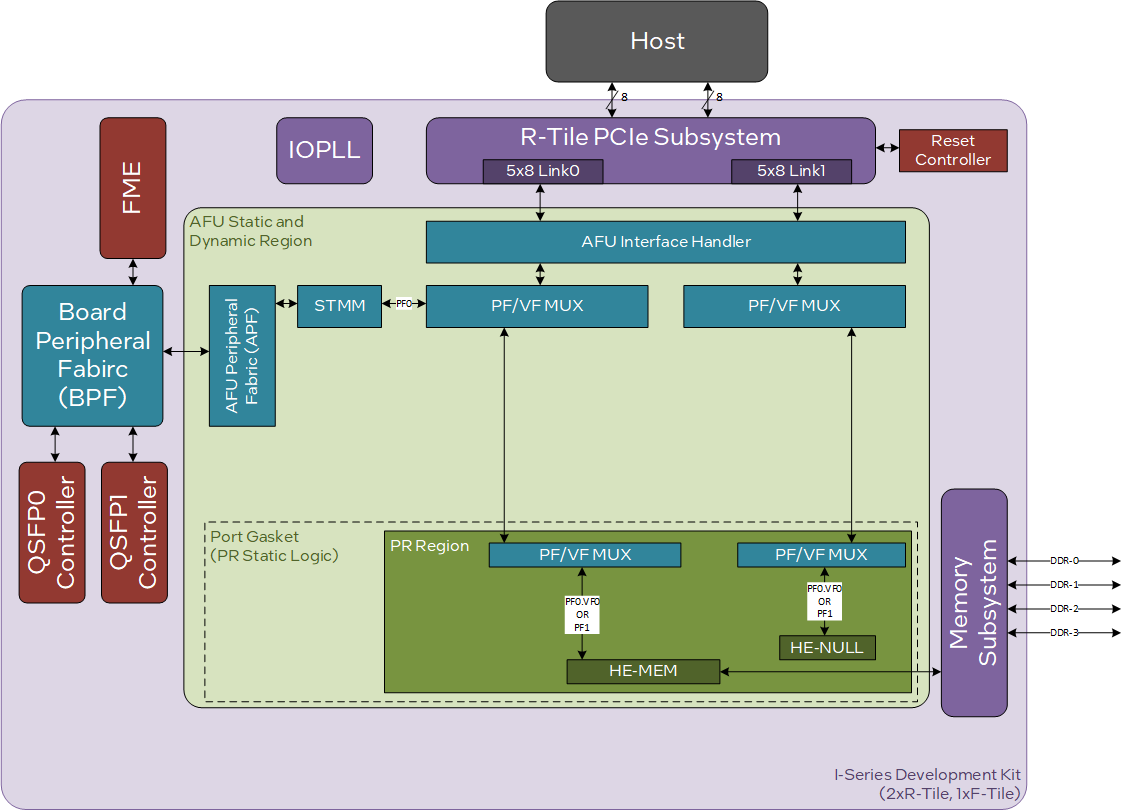 Host
8
8
R-Tile PCIe Subsystem
5x8 Link0
5x8 Link1
IOPLL
Reset
Controller
FME
AFU Static and
Dynamic Region
AFU Interface Handler
Board
Peripheral
Fabirc
(BPF)
AFU Peripheral
Fabric (APF)
STMM
PF0
PF/VF MUX
PF/VF MUX
QSFP0
Controller
QSFP1
Controller
Port Gasket
(PR Static Logic)
PR Region
PF/VF MUX
PF/VF MUX
PF0.VF0
OR
PF1
PF0.VF0
OR
PF1
HE-NULL
HE-MEM
Memory
Subsystem
DDR-0
DDR-1
DDR-2
DDR-3
I-Series Development Kit
(2xR-Tile, 1xF-Tile)